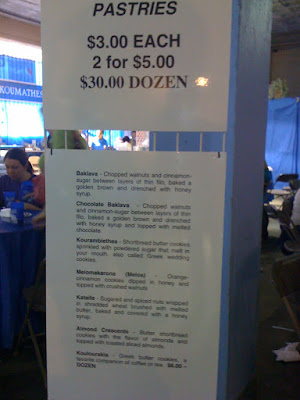 PASTRIES
$3.00 EACH
2 for $5.00
$30.00 DOZEN
KOUMATHES
Baklava - Chopped walnuts and cinnamon-
sugar between layers of thin filo, baked a
golden brown and drenched with honey
syrup.
Chocolate Baklava - Chopped walnuts
and cinnamon-sugar between layers of thin
filo, baked a golden brown and drenched
with honey syrup and topped with melted
chocolate.
Kourambiethes - Shortbread butter cookies
sprinkled with powdered sugar that melt in
your mouth, also called Greek wedding
cookies.
Melomakarona (Melos) - Orange-
cinnamon cookies dipped in honey and
topped with crushed walnuts
Kataifa - Sugared and spiced nuts wrapped
in shredded wheat brushed with melted
butter, baked and covered with a honey
syrup.
Almond Crescents - Butter shortbread
cookies with the flavor of almonds and
topped with toasted sliced almonds.
Koulourakia - Greek butter cookies, a
favorite companion of coffee or tea. $6.00 -
DOZEN